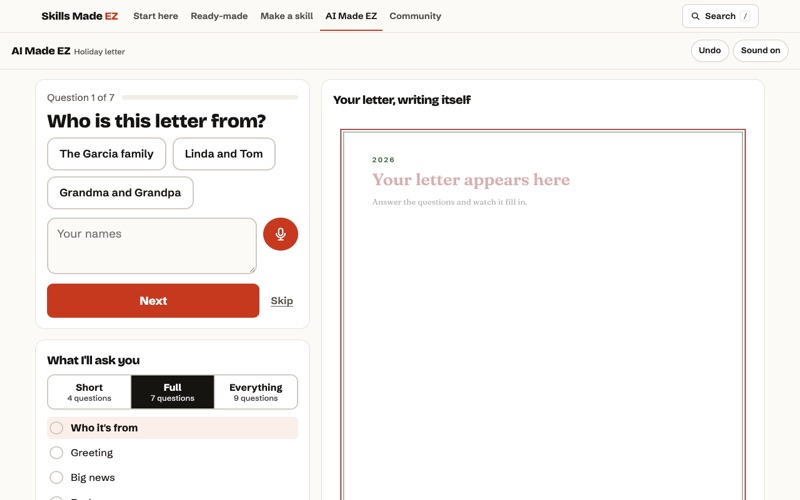 Skills Made EZ
Start here
Ready-made
Make a skill
AI Made EZ
Community
Search /
AI Made EZ Holiday letter
Undo
Sound on
Question 1 of 7
Who is this letter from?
The Garcia family
Linda and Tom
Grandma and Grandpa
Your names
Next
Skip
What I'll ask you
Short
4 questions
Full
7 questions
Everything
9 questions
Who it's from
Greeting
Big news
Your letter, writing itself
2026
Your letter appears here
Answer the questions and watch it fill in.